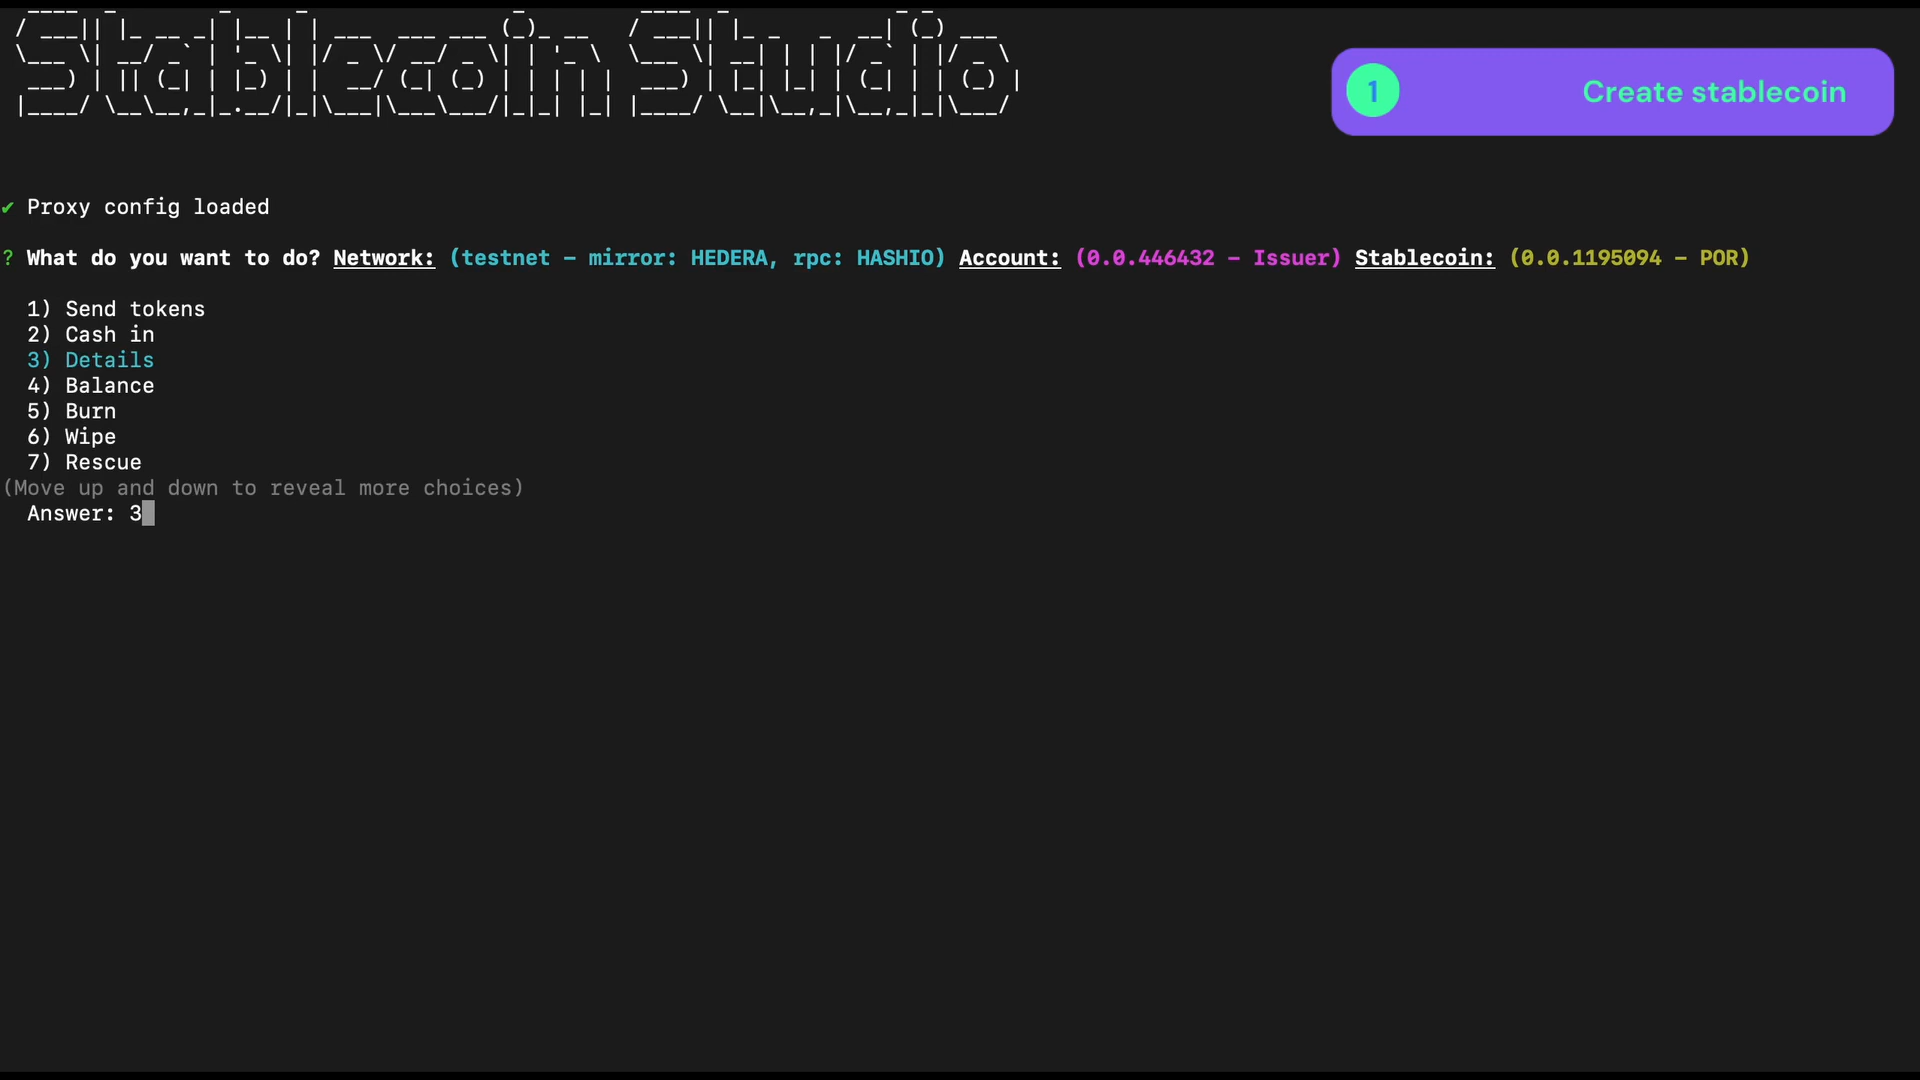 Stablecoin Studio
1 Create stablecoin
✔ Proxy config loaded
? What do you want to do? Network: (testnet – mirror: HEDERA, rpc: HASHIO) Account: (0.0.446432 – Issuer) Stablecoin: (0.0.1195094 – POR)
1) Send tokens
2) Cash in
3) Details
4) Balance
5) Burn
6) Wipe
7) Rescue
(Move up and down to reveal more choices)
Answer: 3